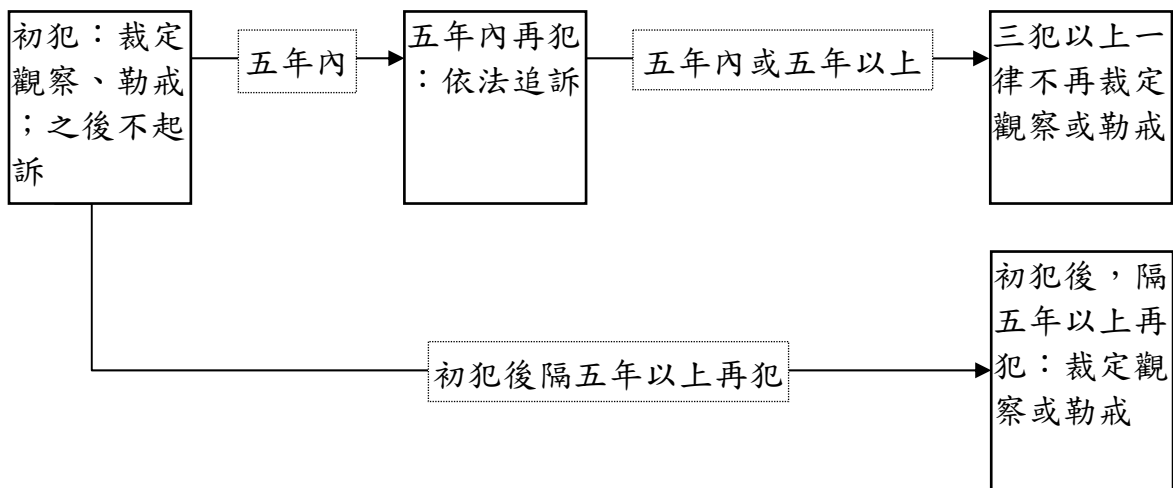 初犯：裁定
觀察、勒戒
；之後不起
訴
五年內
五年內再犯
：依法追訴
五年內或五年以上
三犯以上一
律不再裁定
觀察或勒戒
初犯後隔五年以上再犯
初犯後，隔
五年以上再
犯：裁定觀
察或勒戒